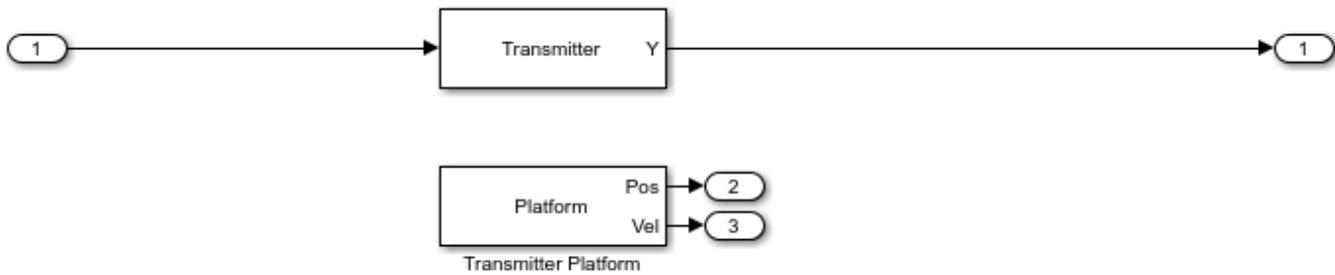 1
Transmitter
Y
1
Platform
Pos
2
Vel
3
Transmitter Platform